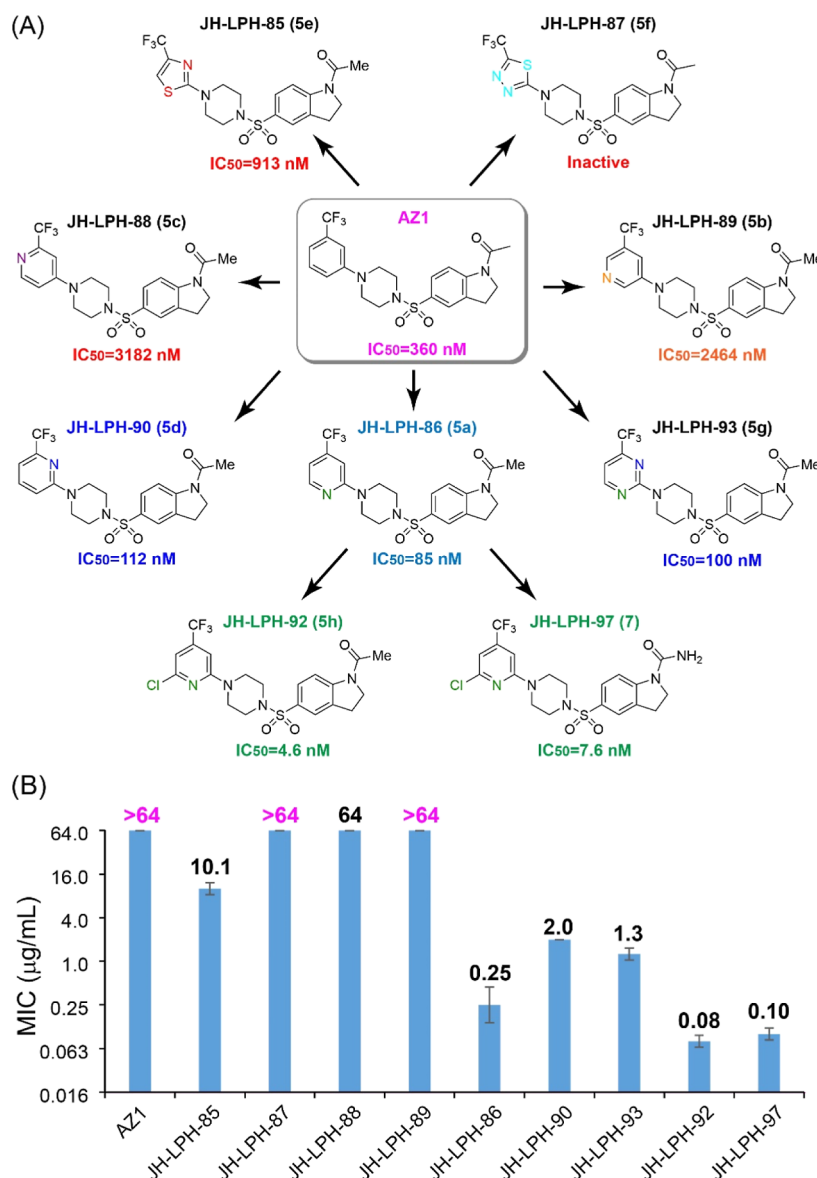 (A)
JH-LPH-85 (5e)
F3C
N
S
N
N
S
O O
N
O
Me
IC50=913 nM
JH-LPH-87 (5f)
F3C
S
N
N
N
N
S
O O
N
O
Inactive
JH-LPH-88 (5c)
CF3
N
N
N
S
O O
N
O
Me
IC50=3182 nM
AZ1
CF3
N
N
S
O O
N
O
IC50=360 nM
JH-LPH-89 (5b)
CF3
N
N
N
S
O O
N
O
Me
IC50=2464 nM
JH-LPH-90 (5d)
CF3
N
N
N
S
O O
N
O
Me
IC50=112 nM
JH-LPH-86 (5a)
CF3
N
N
N
S
O O
N
O
Me
IC50=85 nM
JH-LPH-93 (5g)
CF3
N
N
N
N
S
O O
N
O
Me
IC50=100 nM
JH-LPH-92 (5h)
CF3
Cl
N
N
N
S
O O
N
O
Me
IC50=4.6 nM
JH-LPH-97 (7)
CF3
Cl
N
N
N
S
O O
N
O
NH2
IC50=7.6 nM
(B)
MIC (µg/mL)
64.0
16.0
4.0
1.0
0.25
0.063
0.016
>64
10.1
>64
64
>64
0.25
2.0
1.3
0.08
0.10
AZ1
JH-LPH-85
JH-LPH-87
JH-LPH-88
JH-LPH-89
JH-LPH-86
JH-LPH-90
JH-LPH-93
JH-LPH-92
JH-LPH-97